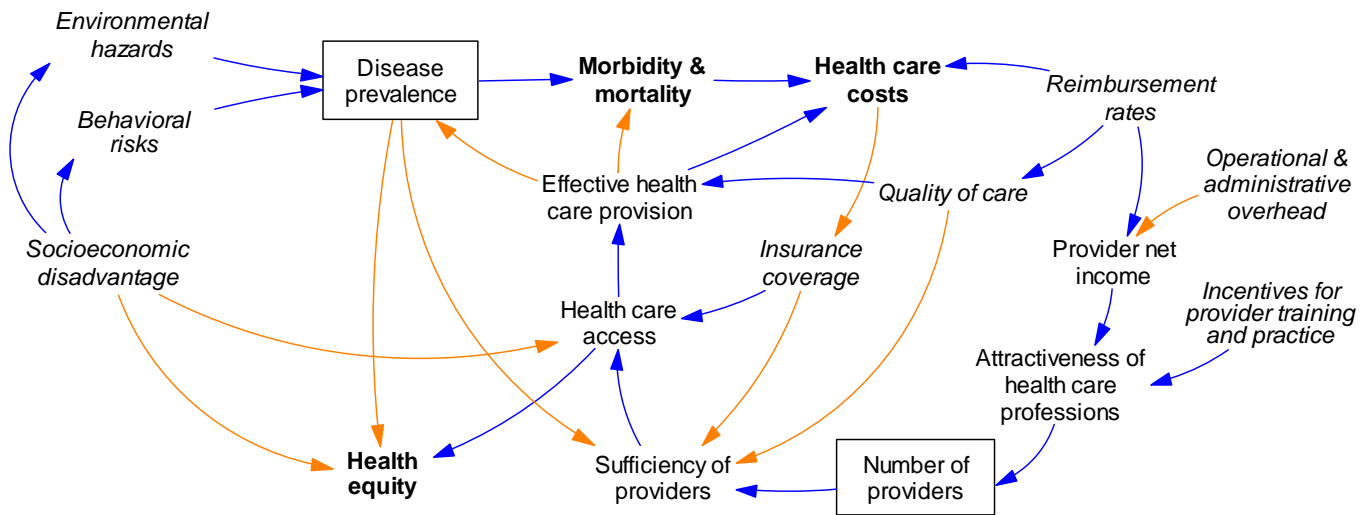 Environmental
hazards
Disease
prevalence
Morbidity &
mortality
Health care
costs
Reimbursement
rates
Behavioral
risks
Operational &
administrative
overhead
Effective health
care provision
Quality of care
Socioeconomic
disadvantage
Insurance
coverage
Provider net
income
Health care
access
Incentives for
provider training
and practice
Attractiveness of
health care
professions
Health
equity
Sufficiency of
providers
Number of
providers